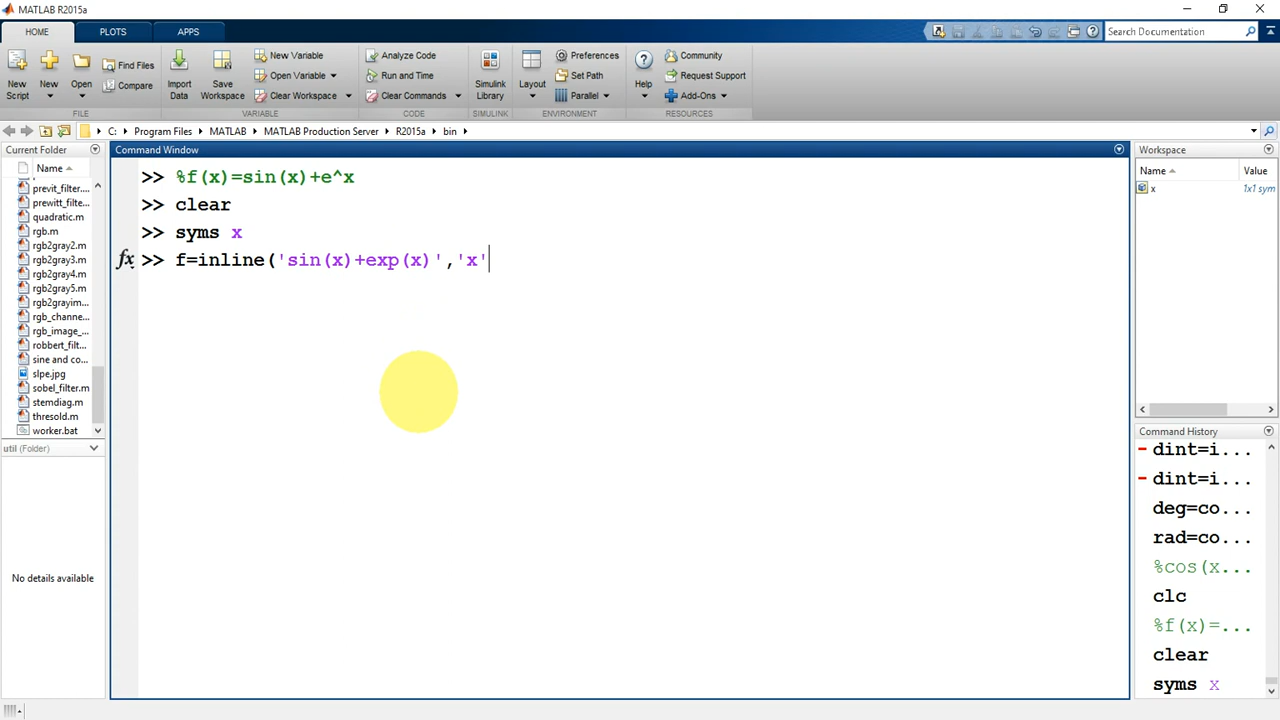 MATLAB R2015a
HOME PLOTS APPS
Search Documentation
New Script
New
Open
Find Files
Compare
Import Data
Save Workspace
New Variable
Open Variable
Clear Workspace
Analyze Code
Run and Time
Clear Commands
Simulink Library
Layout
Preferences
Set Path
Parallel
Help
Community
Request Support
Add-Ons
FILE VARIABLE CODE SIMULINK ENVIRONMENT RESOURCES
C: Program Files MATLAB MATLAB Production Server R2015a bin
Current Folder
Name
previt_filter....
prewitt_filte...
quadratic.m
rgb.m
rgb2gray2.m
rgb2gray3.m
rgb2gray4.m
rgb2gray5.m
rgb2grayim...
rgb_channe...
rgb_image_...
robbert_filt...
sine and co...
slpe.jpg
sobel_filter.m
stemdiag.m
thresold.m
worker.bat
util (Folder)
No details available
Command Window
>> %f(x)=sin(x)+e^x
>> clear
>> syms x
fx >> f=inline('sin(x)+exp(x)','x'
Workspace
Name Value
x 1x1 sym
Command History
dint=i...
dint=i...
deg=co...
rad=co...
%cos(x...
clc
%f(x)=...
clear
syms x